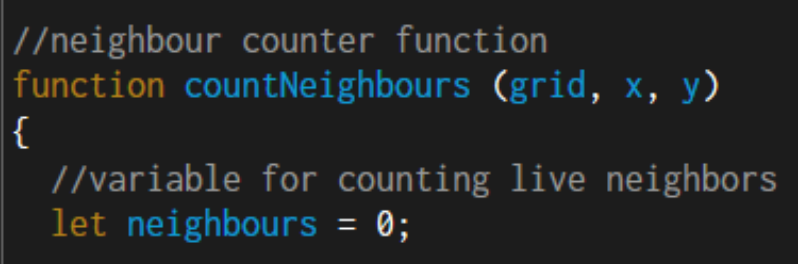 //neighbour counter function
function countNeighbours (grid, x, y)
{
//variable for counting live neighbors
let neighbours = 0;